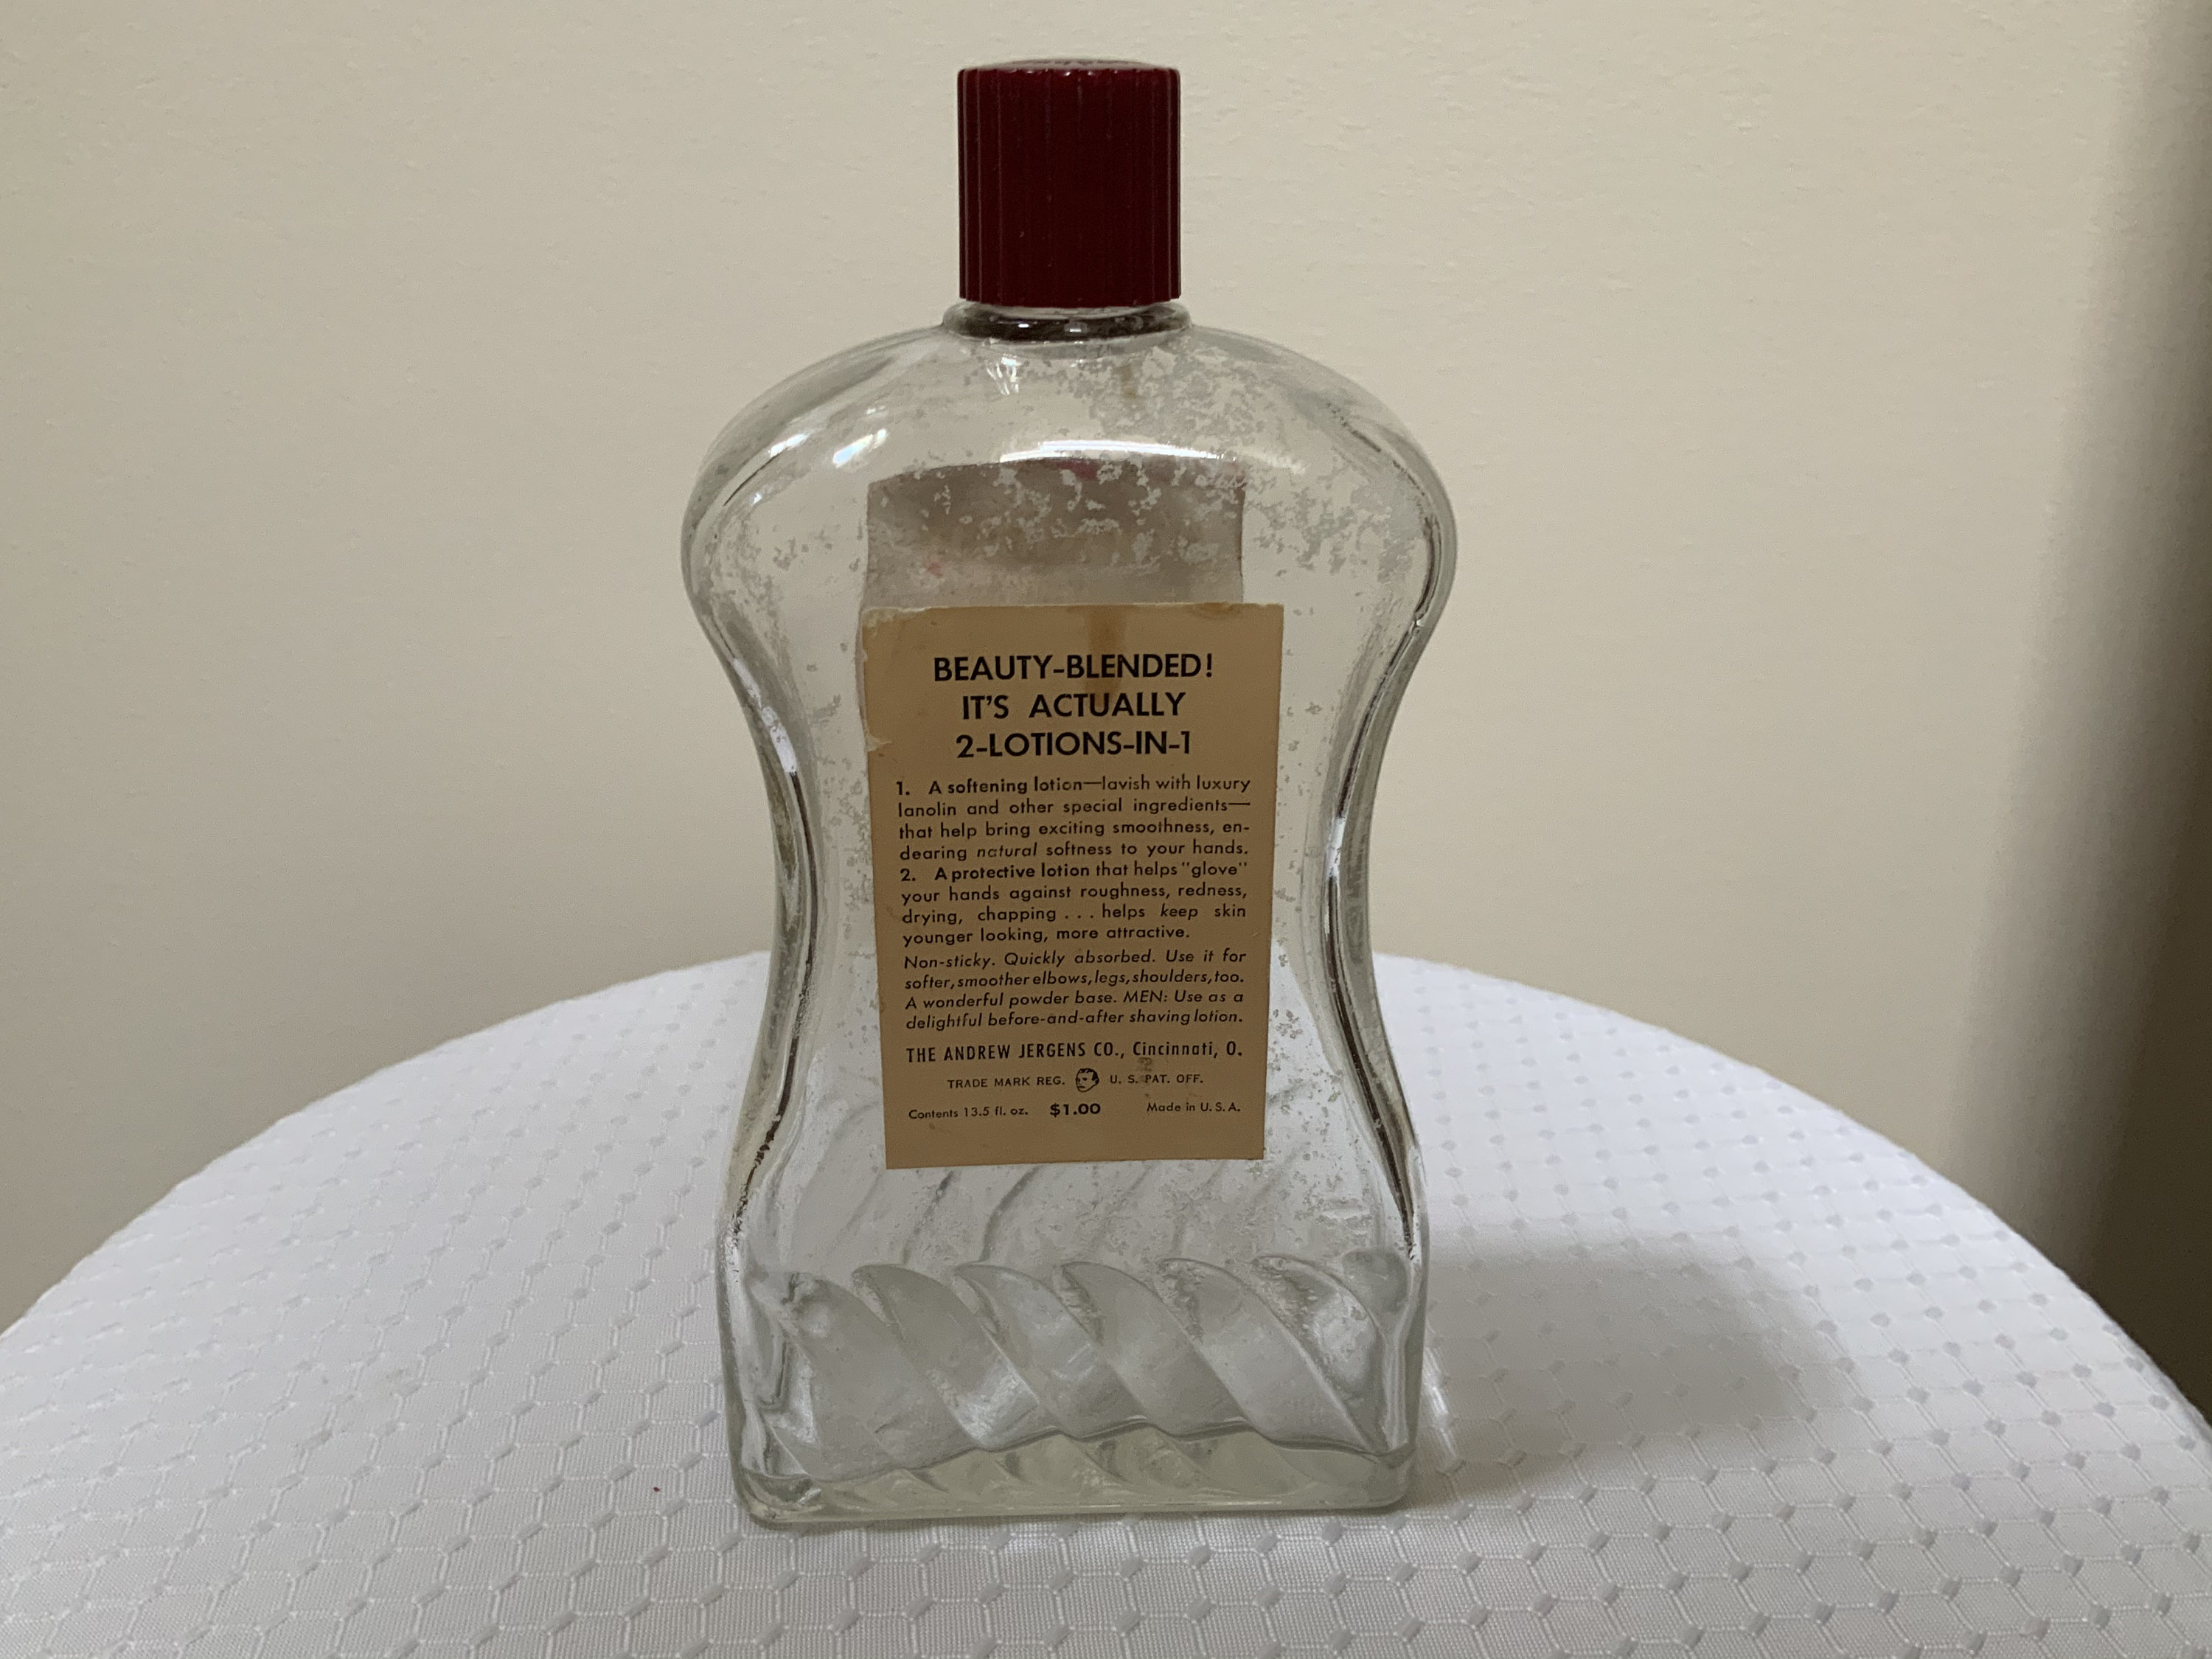 BEAUTY-BLENDED!
IT'S ACTUALLY
2-LOTIONS-IN-1
1. A softening lotion—lavish with luxury
lanolin and other special ingredients—
that help bring exciting smoothness, en-
dearing natural softness to your hands.
2. A protective lotion that helps "glove"
your hands against roughness, redness,
drying, chapping . . . helps keep skin
younger looking, more attractive.
Non-sticky. Quickly absorbed. Use it for
softer, smoother elbows, legs, shoulders, too.
A wonderful powder base. MEN: Use as a
delightful before-and-after shaving lotion.
THE ANDREW JERGENS CO., Cincinnati, O.
TRADE MARK REG. U. S. PAT. OFF.
Contents 13.5 fl. oz. $1.00 Made in U. S. A.